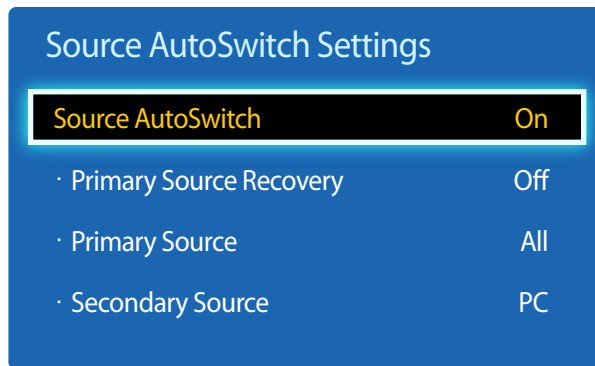 Source AutoSwitch Settings
Source AutoSwitch On
· Primary Source Recovery Off
· Primary Source All
· Secondary Source PC